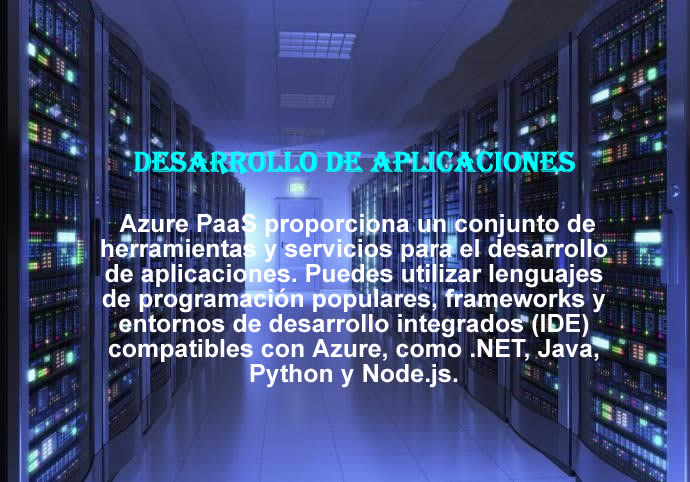 DESARROLLO DE APLICACIONES
Azure PaaS proporciona un conjunto de
herramientas y servicios para el desarrollo
de aplicaciones. Puedes utilizar lenguajes
de programación populares, frameworks y
entornos de desarrollo integrados (IDE)
compatibles con Azure, como .NET, Java,
Python y Node.js.